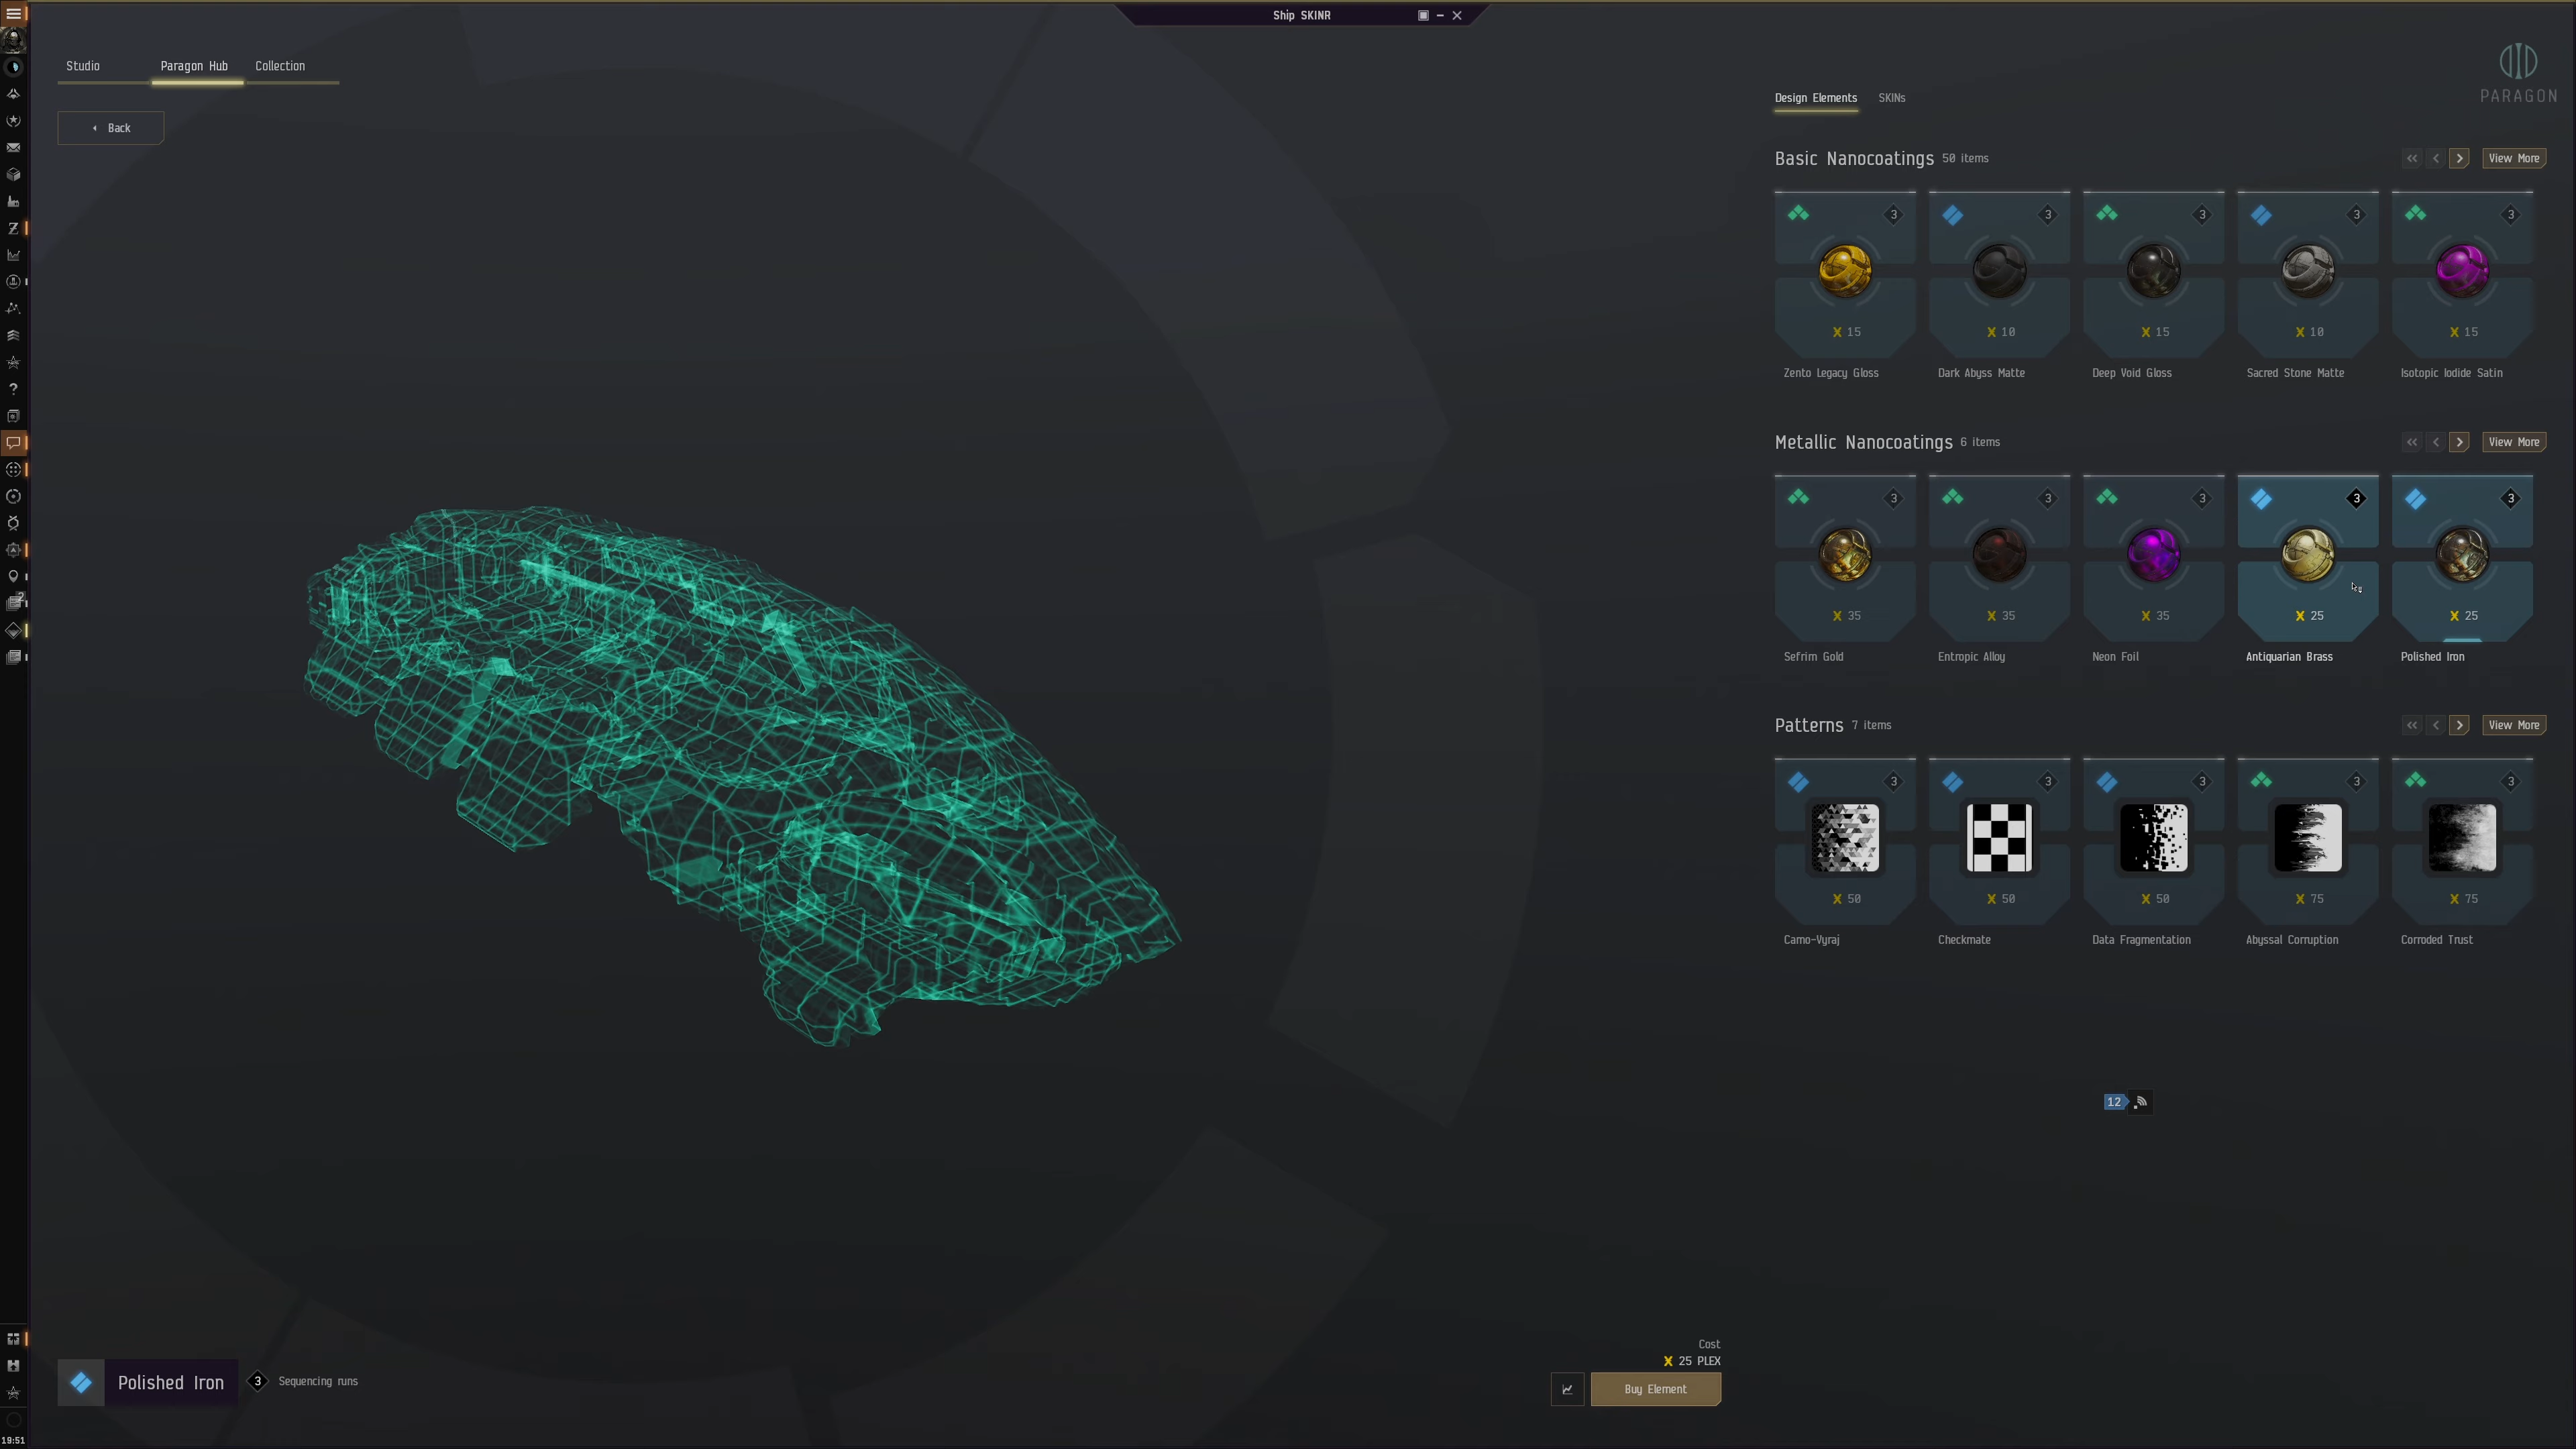 Ship SKINR
Studio
Paragon Hub
Collection
Back
PARAGON
Design Elements
SKINs
Basic Nanocoatings 50 items
View More
3 3 3 3 3
15 10 15 10 15
Zento Legacy Gloss
Dark Abyss Matte
Deep Void Gloss
Sacred Stone Matte
Isotopic Iodide Satin
Metallic Nanocoatings 6 items
View More
3 3 3 3 3
35 35 35 25 25
Sefrim Gold
Entropic Alloy
Neon Foil
Antiquarian Brass
Polished Iron
Patterns 7 items
View More
3 3 3 3 3
50 50 50 75 75
Camo-Vyraj
Checkmate
Data Fragmentation
Abyssal Corruption
Corroded Trust
12
2
Cost
25 PLEX
Buy Element
Polished Iron
3 Sequencing runs
19:51